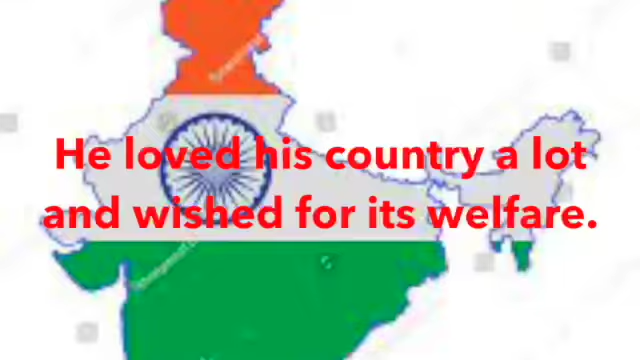 He loved his country a lot
and wished for its welfare.